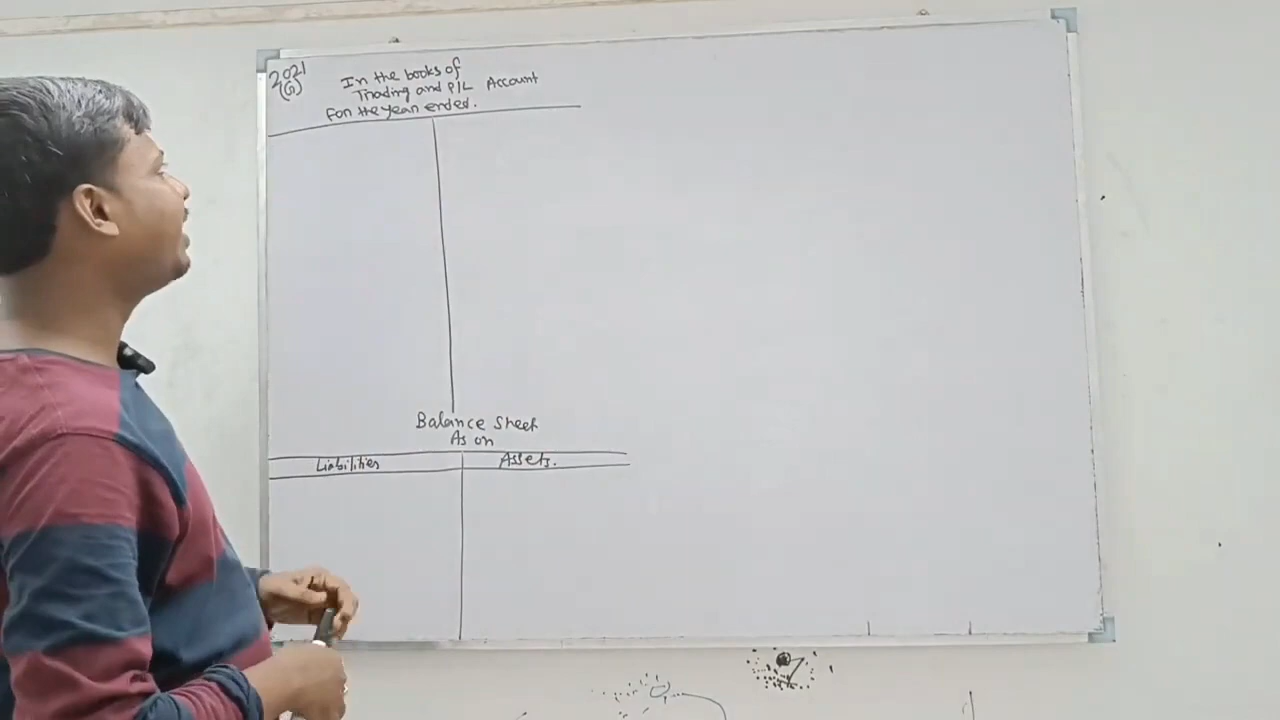 2021
(G)
In the books of
Trading and P/L Account
For the year ended.
Balance Sheet
As on
Liabilities
Assets.